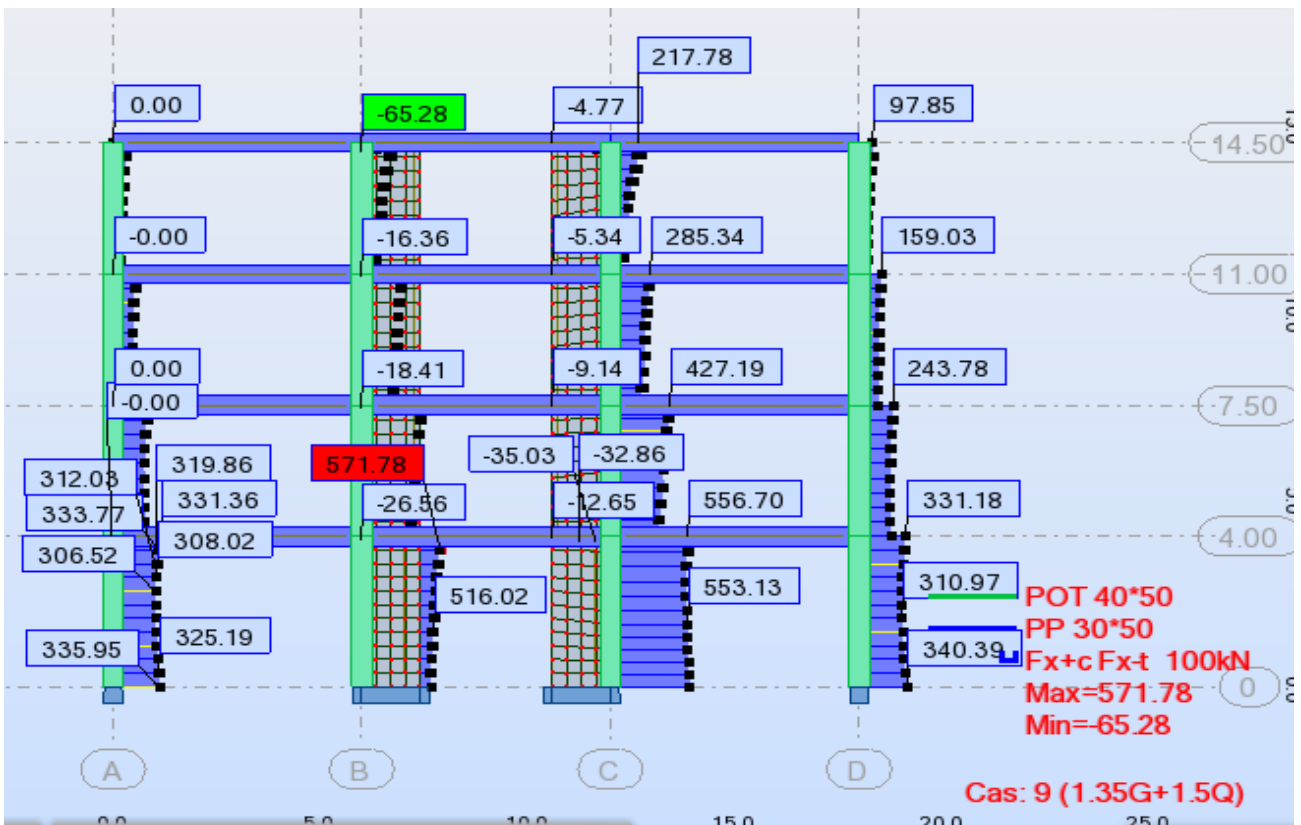 217.78
0.00 -65.28 -4.77 97.85
14.50
-0.00 -16.36 -5.34 285.34 159.03
11.00
0.00 -18.41 -9.14 427.19 243.78
-0.00 7.50
312.03 319.86 571.78 -35.03 -32.86
333.77 331.36 -26.56 -12.65 556.70 331.18
306.52 308.02 4.00
516.02 553.13 310.97
POT 40*50
PP 30*50
335.95 325.19 340.39
Fx+c Fx-t 100kN
Max=571.78 0
Min=-65.28
A B C D
Cas: 9 (1.35G+1.5Q)
0.0 5.0 10.0 15.0 20.0 25.0